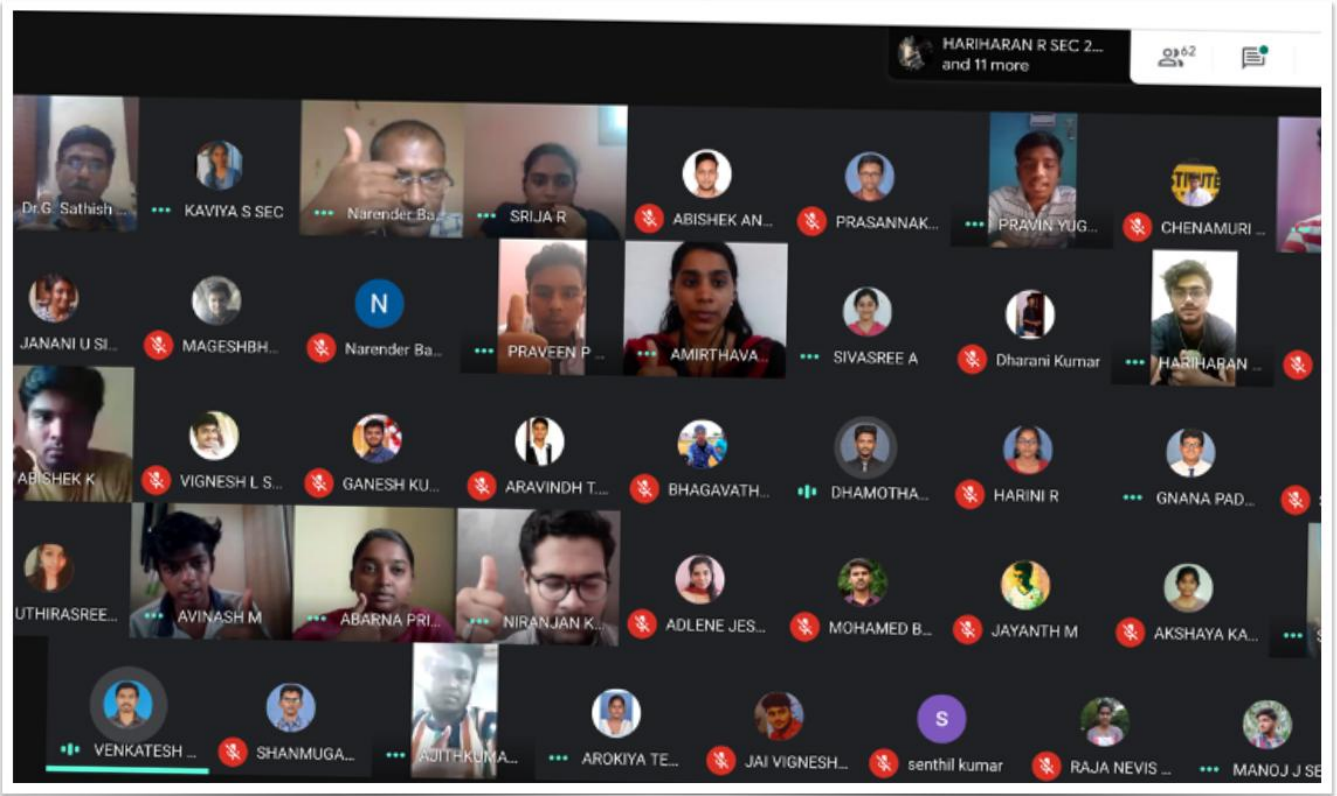 HARIHARAN R SEC 2...
and 11 more
62
Dr.G. Sathish ...
KAVIYA S SEC
Narender Ba...
SRIJA R
ABISHEK AN...
PRASANNAK...
PRAVIN YUG...
CHENAMURI ...
STITUTE
JANANI U SI...
MAGESHBH...
N
Narender Ba...
PRAVEEN P ...
AMIRTHAVA...
SIVASREE A
Dharani Kumar
HARIHARAN ...
ABISHEK K
VIGNESH L S...
GANESH KU...
ARAVINDH T....
BHAGAVATH...
DHAMOTHA...
HARINI R
GNANA PAD...
UTHIRASREE...
AVINASH M
ABARNA PRI...
NIRANJAN K...
ADLENE JES...
MOHAMED B...
JAYANTH M
AKSHAYA KA...
VENKATESH ...
SHANMUGA...
AJITHKUMA...
AROKIYA TE...
JAI VIGNESH...
S
senthil kumar
RAJA NEVIS ...
MANOJ J SE